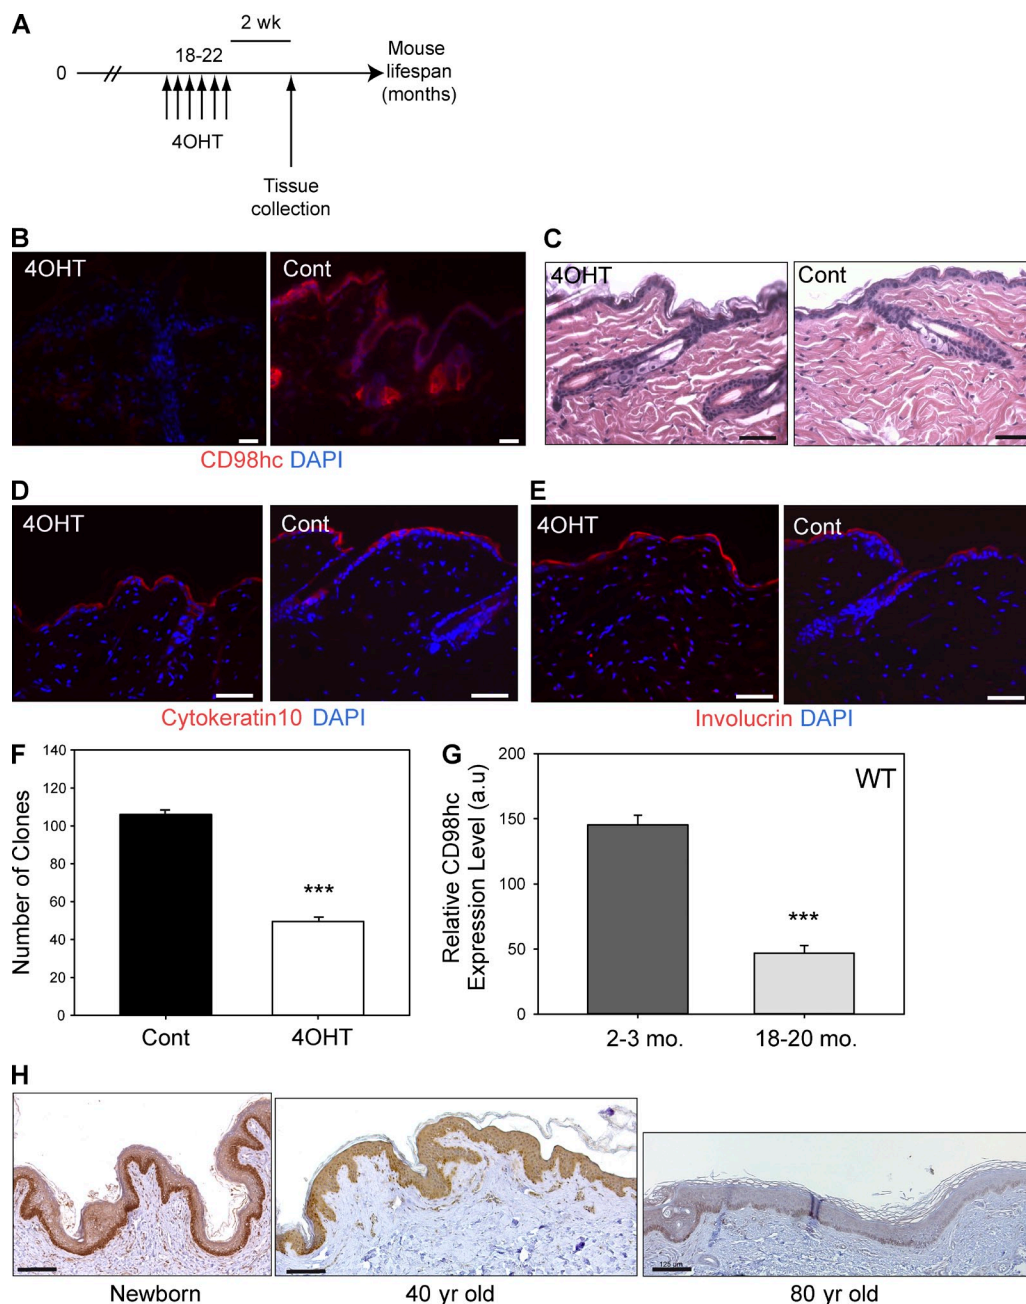 A
2 wk
18-22
0
Mouse
lifespan
(months)
4OHT
Tissue
collection
B
4OHT
Cont
CD98hc DAPI
C
4OHT
Cont
D
4OHT
Cont
Cytokeratin10 DAPI
E
4OHT
Cont
Involucrin DAPI
F
Number of Clones
140
120
100
80
60
40
20
0
***
Cont
4OHT
G
Relative CD98hc
Expression Level (a.u)
200
150
100
50
0
WT
***
2-3 mo.
18-20 mo.
H
125 µm
Newborn
40 yr old
80 yr old